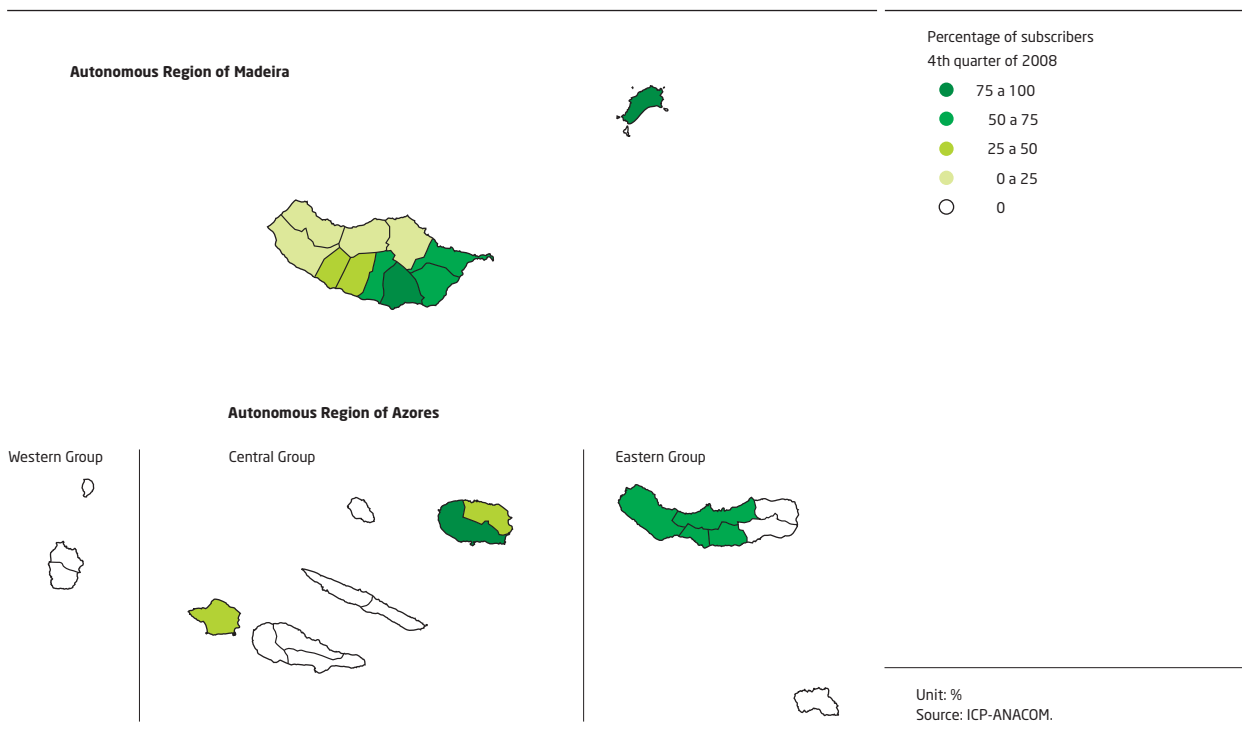 Autonomous Region of Madeira
Percentage of subscribers
4th quarter of 2008
75 a 100
50 a 75
25 a 50
0 a 25
0
Autonomous Region of Azores
Western Group
Central Group
Eastern Group
Unit: %
Source: ICP-ANACOM.